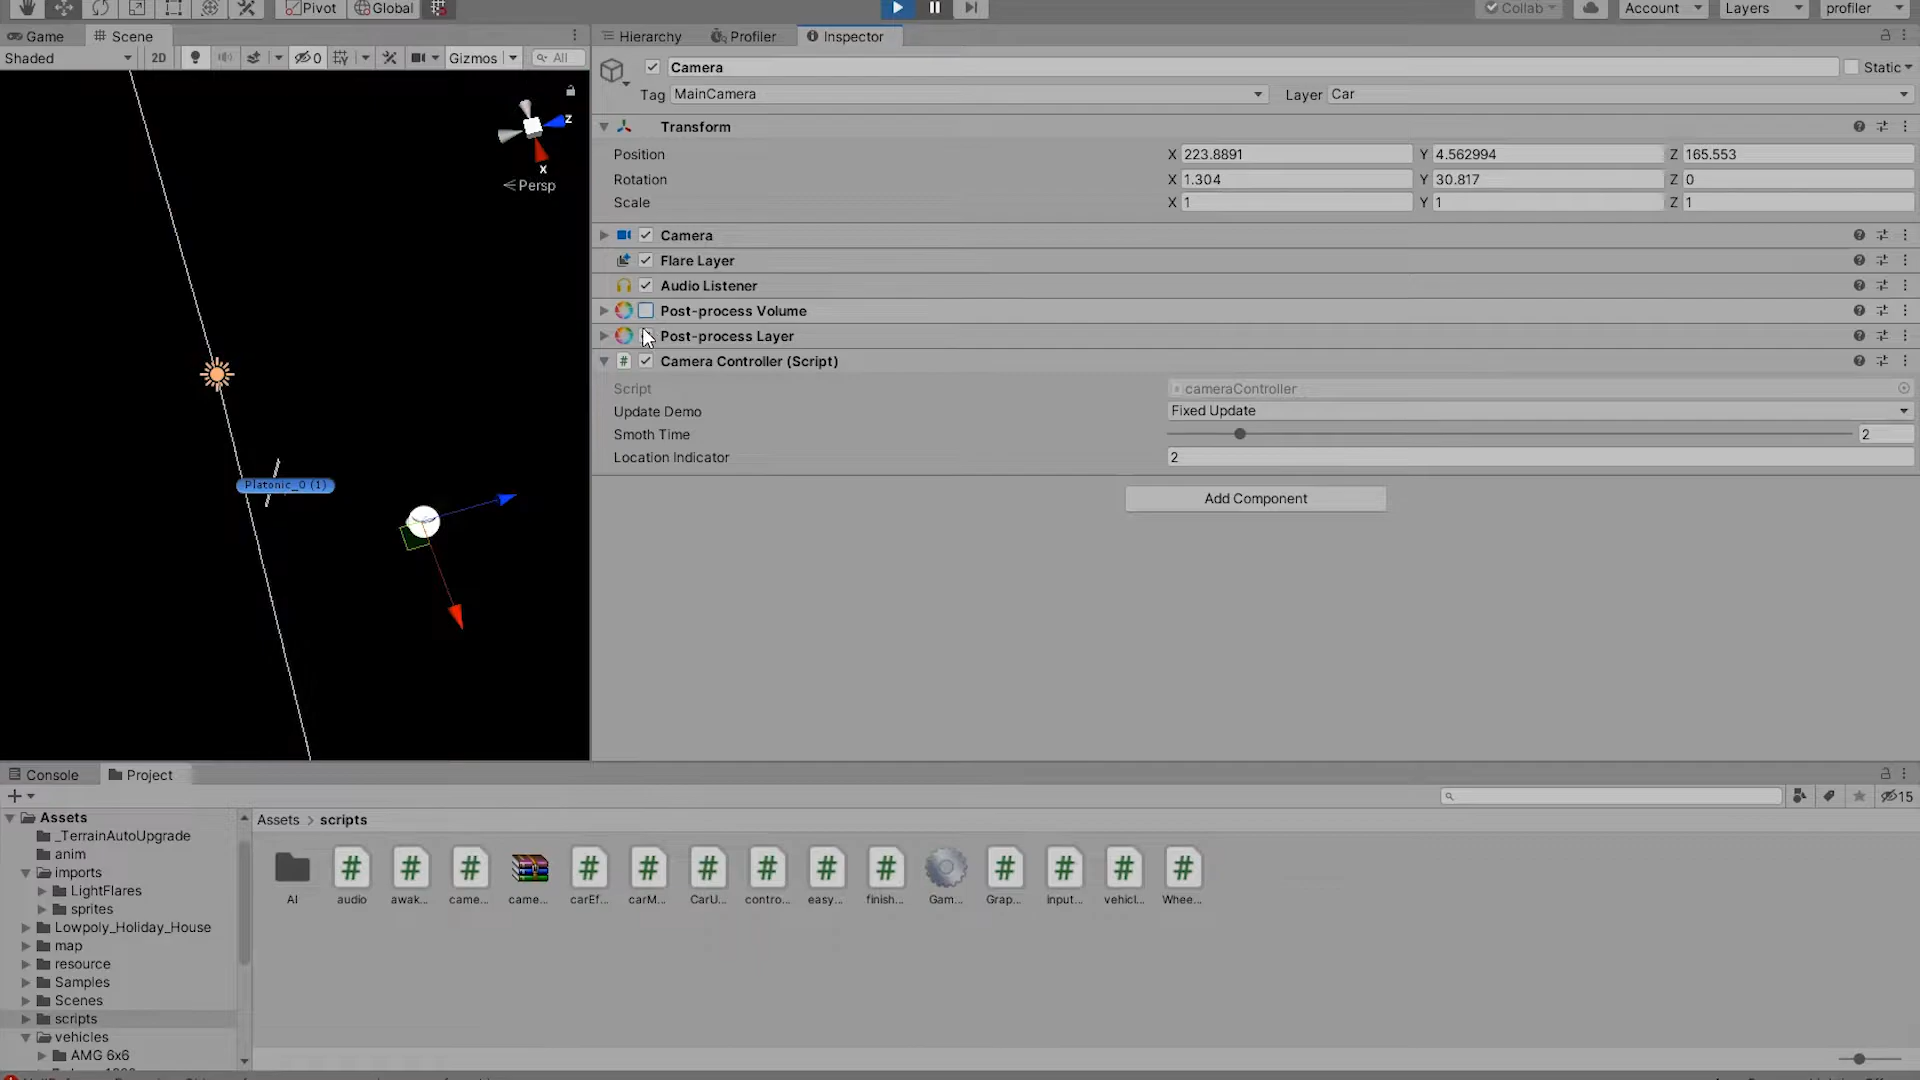 Pivot Global Collab Account Layers profiler
Game Scene
Hierarchy Profiler Inspector
Shaded 2D 0 Gizmos All
Camera Static
Tag MainCamera Layer Car
z
x
Persp
Transform
Position X 223.8891 Y 4.562994 Z 165.553
Rotation X 1.304 Y 30.817 Z 0
Scale X 1 Y 1 Z 1
Camera
Flare Layer
Audio Listener
Post-process Volume
Post-process Layer
# Camera Controller (Script)
Script cameraController
Update Demo Fixed Update
Smoth Time 2
Location Indicator 2
Add Component
Platonic_0 (1)
Console Project
15
Assets
_TerrainAutoUpgrade
anim
imports
LightFlares
sprites
Lowpoly_Holiday_House
map
resource
Samples
Scenes
scripts
vehicles
AMG 6x6
Assets > scripts
AI audio awak... came... came... carEf... carM... CarU... contro... easy... finish... Gam... Grap... input... vehicl... Whee...